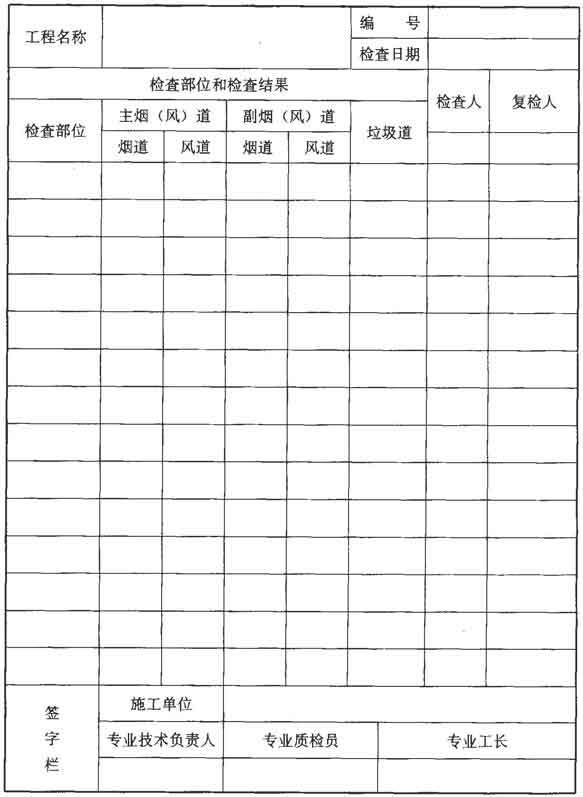 工程名称
编 号
检查日期
检查部位和检查结果
检查人
复检人
检查部位
主烟（风）道
副烟（风）道
垃圾道
烟道
风道
烟道
风道
签字栏
施工单位
专业技术负责人
专业质检员
专业工长